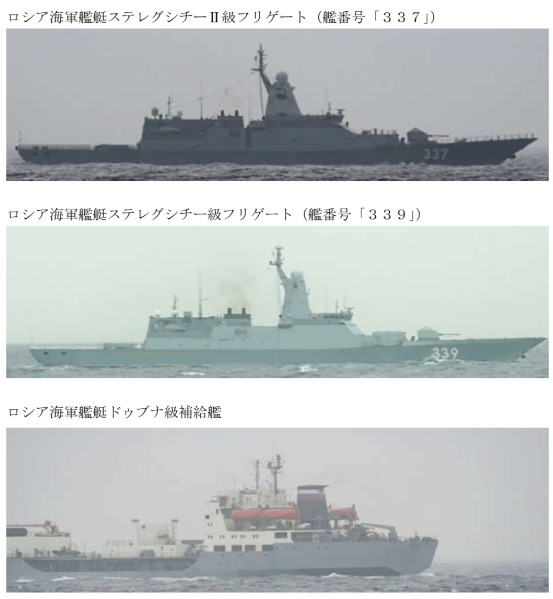 ロシア海軍艦艇ステレグシチーⅡ級フリゲート（艦番号「３３７」）
337
ロシア海軍艦艇ステレグシチー級フリゲート（艦番号「３３９」）
339
ロシア海軍艦艇ドゥブナ級補給艦